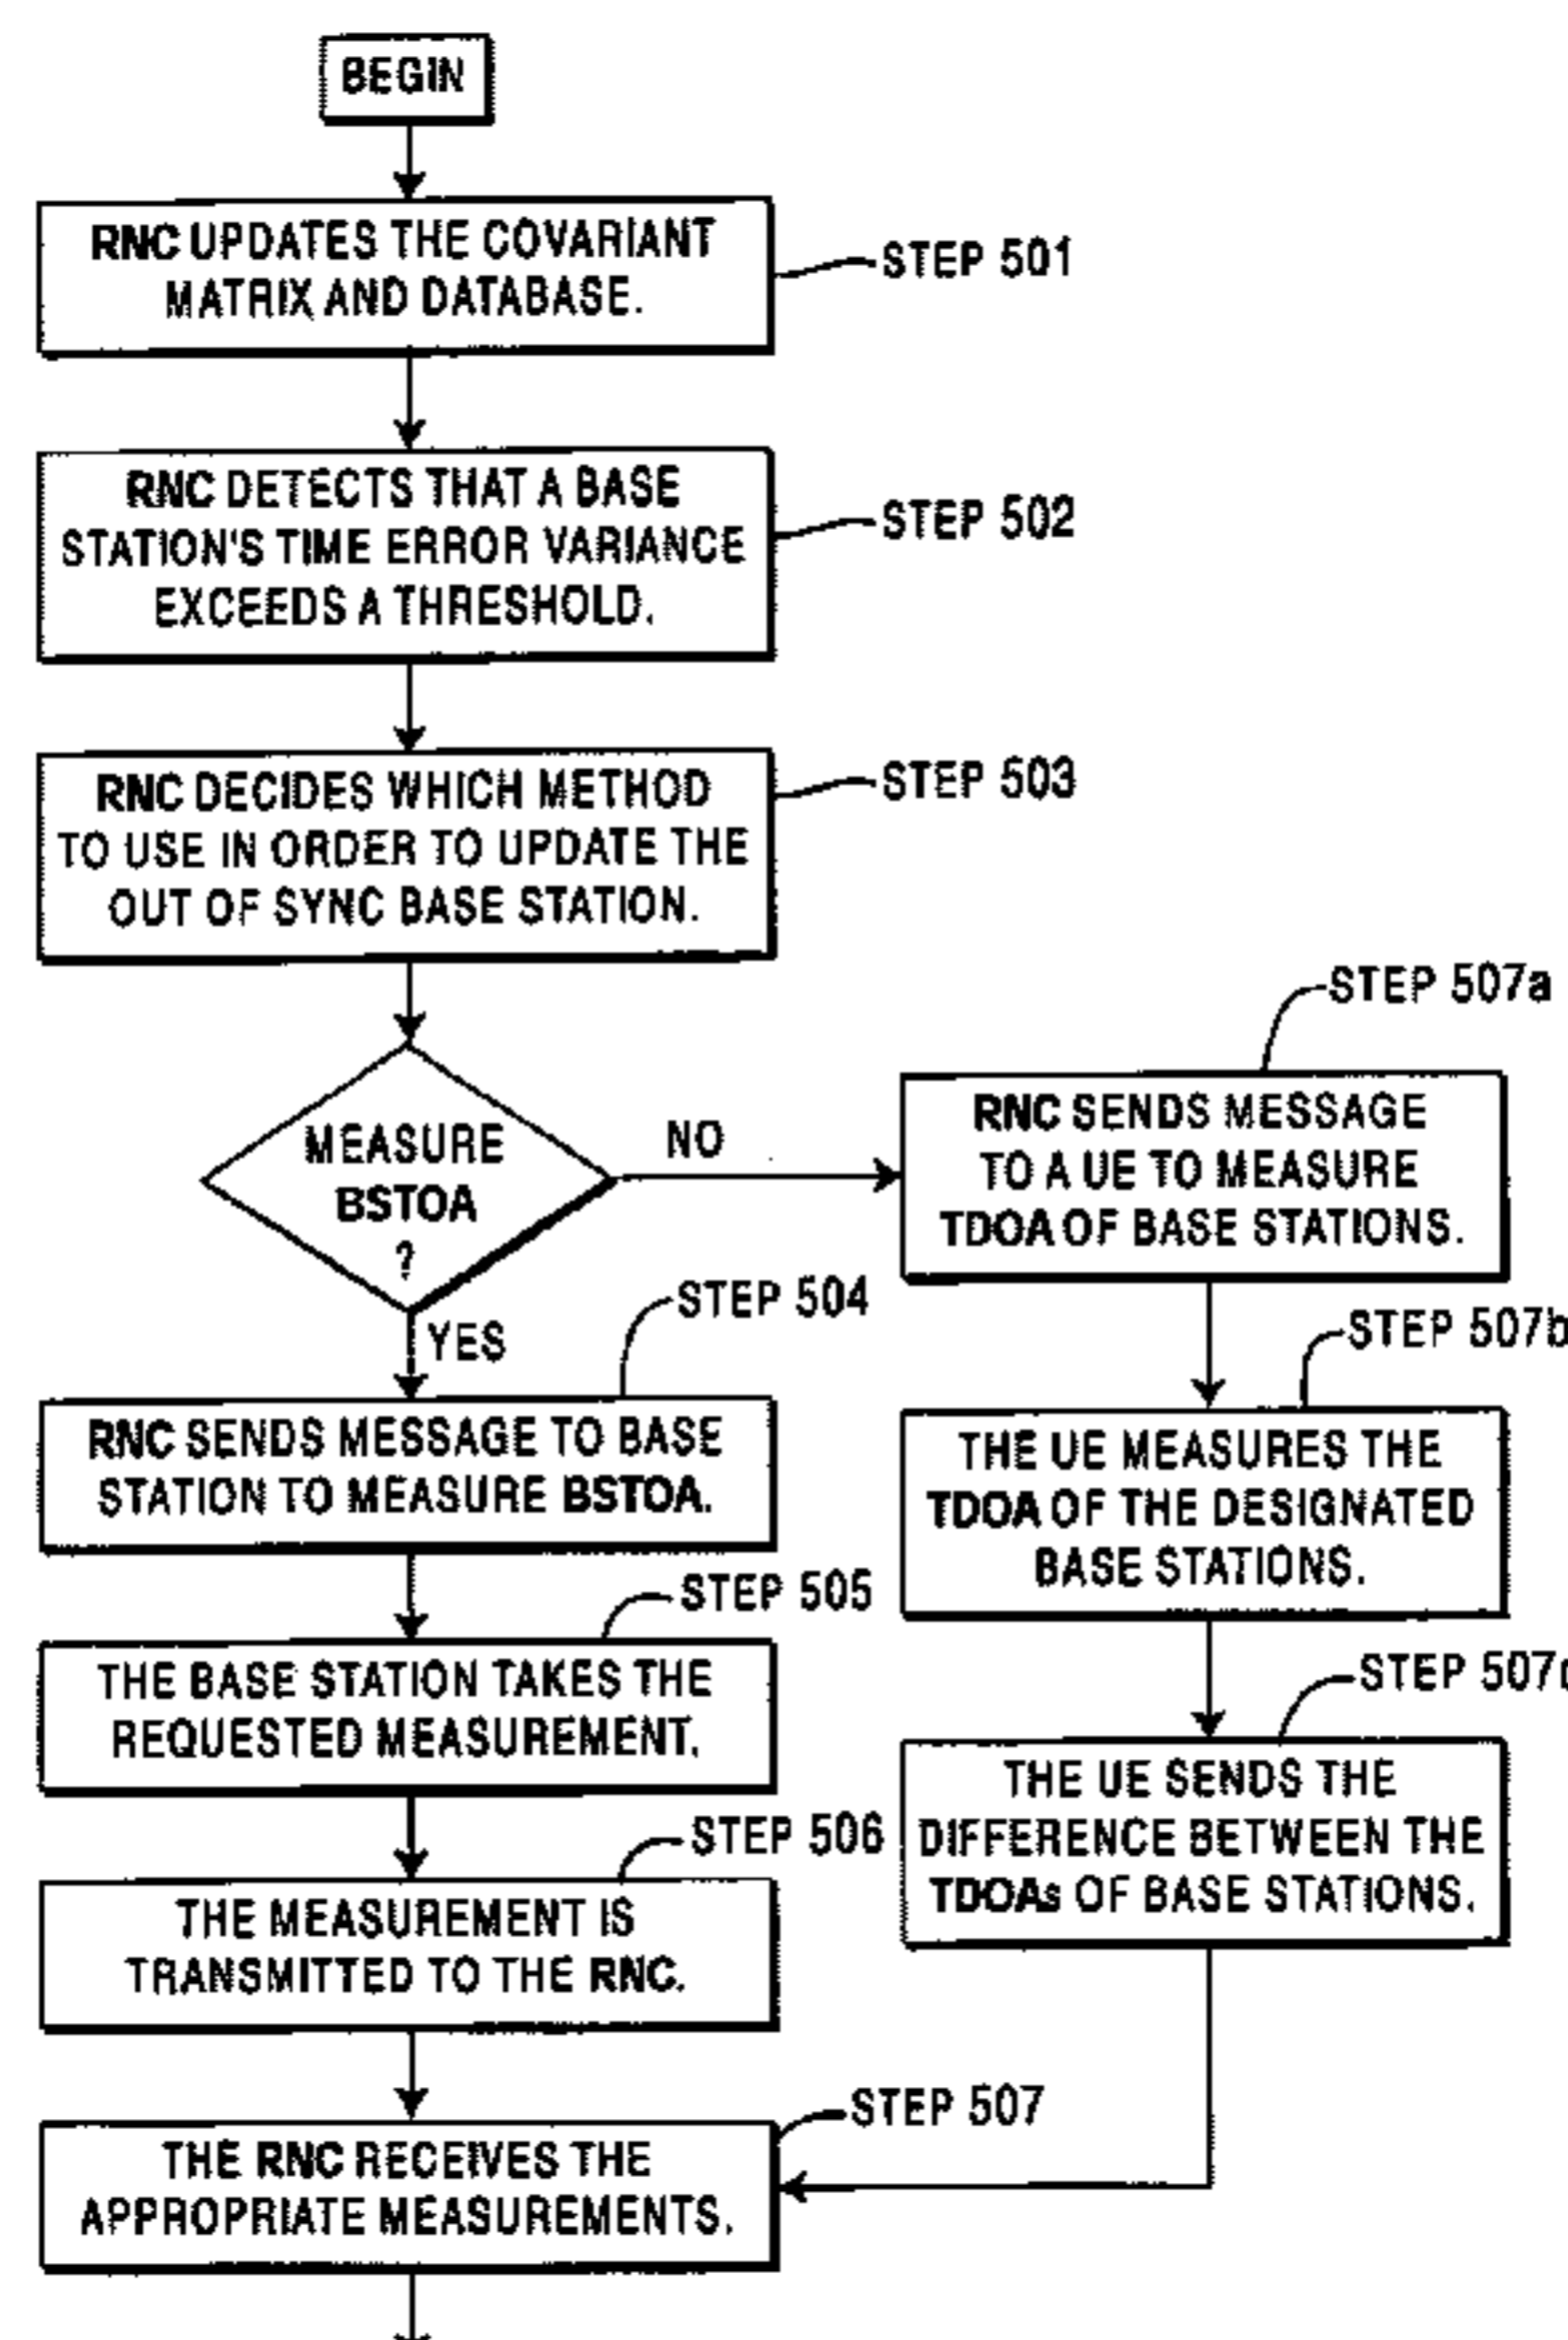 BEGIN
RNC UPDATES THE COVARIANT
MATRIX AND DATABASE.
STEP 501
RNC DETECTS THAT A BASE
STATION'S TIME ERROR VARIANCE
EXCEEDS A THRESHOLD.
STEP 502
RNC DECIDES WHICH METHOD
TO USE IN ORDER TO UPDATE THE
OUT OF SYNC BASE STATION.
STEP 503
MEASURE
BSTOA
?
NO
YES
STEP 507a
RNC SENDS MESSAGE
TO A UE TO MEASURE
TDOA OF BASE STATIONS.
STEP 504
RNC SENDS MESSAGE TO BASE
STATION TO MEASURE BSTOA.
STEP 507b
THE UE MEASURES THE
TDOA OF THE DESIGNATED
BASE STATIONS.
STEP 505
THE BASE STATION TAKES THE
REQUESTED MEASUREMENT.
STEP
THE UE SENDS THE
DIFFERENCE BETWEEN THE
TDOAs OF BASE STATIONS.
STEP 506
THE MEASUREMENT IS
TRANSMITTED TO THE RNC.
STEP 507
THE RNC RECEIVES THE
APPROPRIATE MEASUREMENTS.